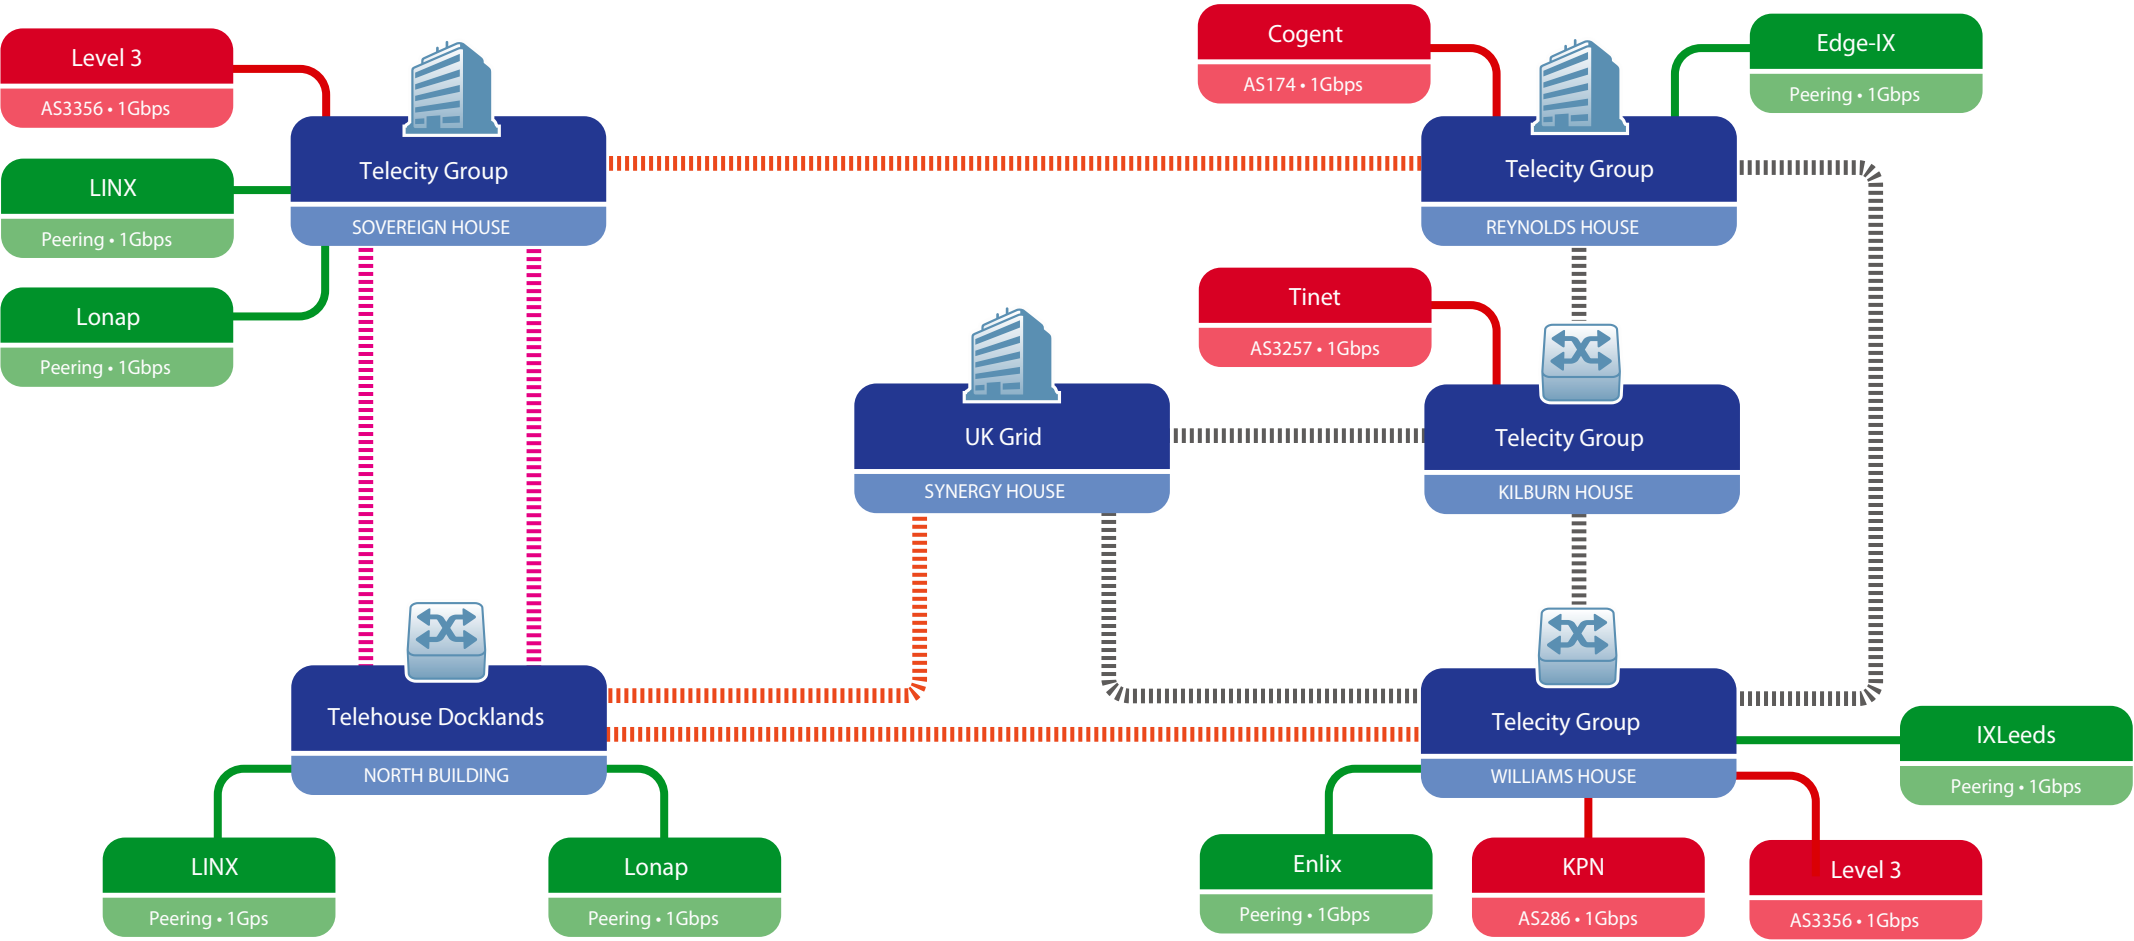 Level 3
AS3356 • 1Gbps
LINX
Peering • 1Gbps
Lonap
Peering • 1Gbps
Telecity Group
SOVEREIGN HOUSE
Cogent
AS174 • 1Gbps
Edge-IX
Peering • 1Gbps
Telecity Group
REYNOLDS HOUSE
Tinet
AS3257 • 1Gbps
UK Grid
SYNERGY HOUSE
Telecity Group
KILBURN HOUSE
Telehouse Docklands
NORTH BUILDING
Telecity Group
WILLIAMS HOUSE
IXLeeds
Peering • 1Gbps
LINX
Peering • 1Gps
Lonap
Peering • 1Gbps
Enlix
Peering • 1Gbps
KPN
AS286 • 1Gbps
Level 3
AS3356 • 1Gbps